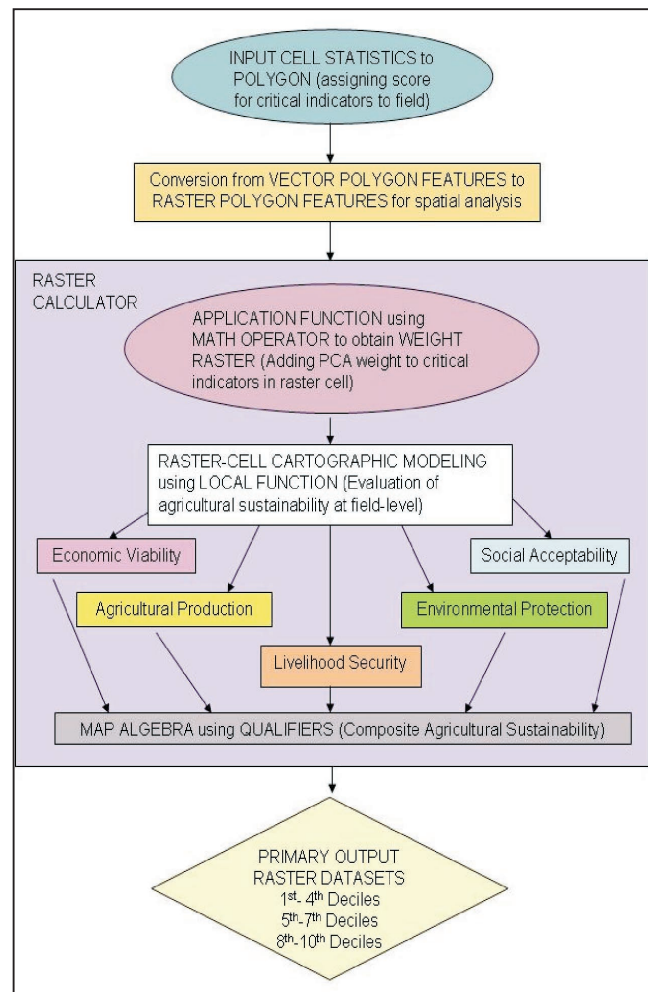 INPUT CELL STATISTICS to
POLYGON (assigning score
for critical indicators to field)
Conversion from VECTOR POLYGON FEATURES to
RASTER POLYGON FEATURES for spatial analysis
RASTER
CALCULATOR
APPLICATION FUNCTION using
MATH OPERATOR to obtain WEIGHT
RASTER (Adding PCA weight to critical
indicators in raster cell)
RASTER-CELL CARTOGRAPHIC MODELING
using LOCAL FUNCTION (Evaluation of
agricultural sustainability at field-level)
Economic Viability
Social Acceptability
Agricultural Production
Environmental Protection
Livelihood Security
MAP ALGEBRA using QUALIFIERS (Composite Agricultural Sustainability)
PRIMARY OUTPUT
RASTER DATASETS
1st- 4th Deciles
5th-7th Deciles
8th-10th Deciles